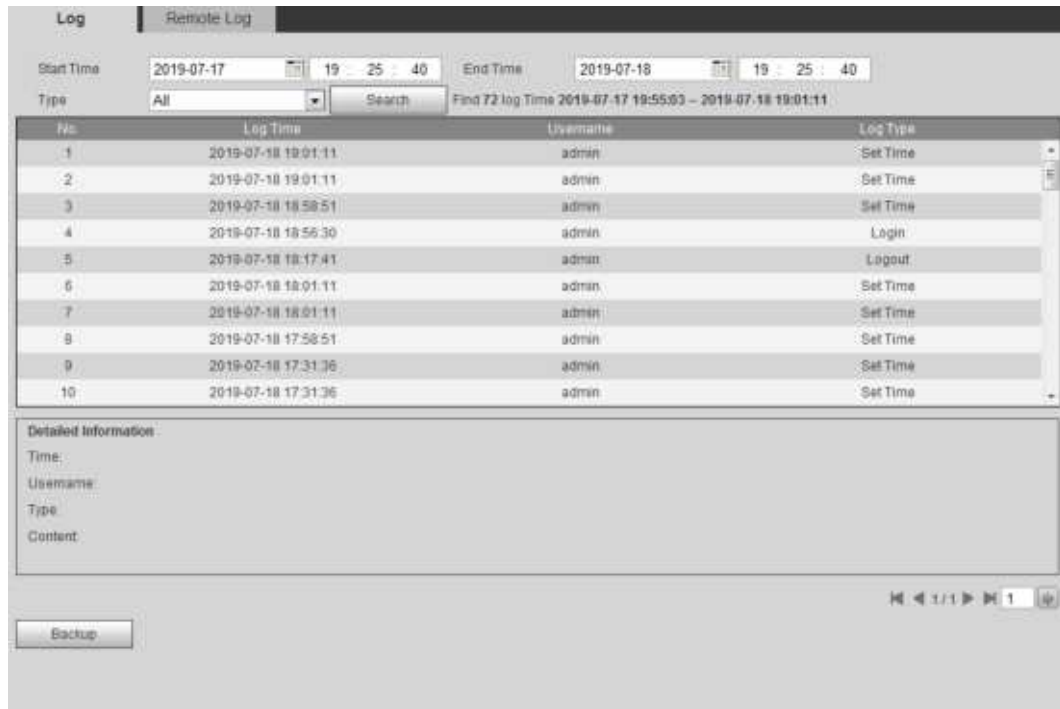 Log Remote Log
Start Time 2019-07-17 19 : 25 : 40 End Time 2019-07-18 19 : 25 : 40
Type All Search Find 72 log Time 2019-07-17 19:55:03 -- 2019-07-18 19:01:11
No. Log Time Username Log Type
1 2019-07-18 19:01:11 admin Set Time
2 2019-07-18 19:01:11 admin Set Time
3 2019-07-18 18:58:51 admin Set Time
4 2019-07-18 18:56:30 admin Login
5 2019-07-18 18:17:41 admin Logout
6 2019-07-18 18:01:11 admin Set Time
7 2019-07-18 18:01:11 admin Set Time
8 2019-07-18 17:58:51 admin Set Time
9 2019-07-18 17:31:36 admin Set Time
10 2019-07-18 17:31:36 admin Set Time
Detailed Information
Time:
Username:
Type:
Content:
1/1 1
Backup